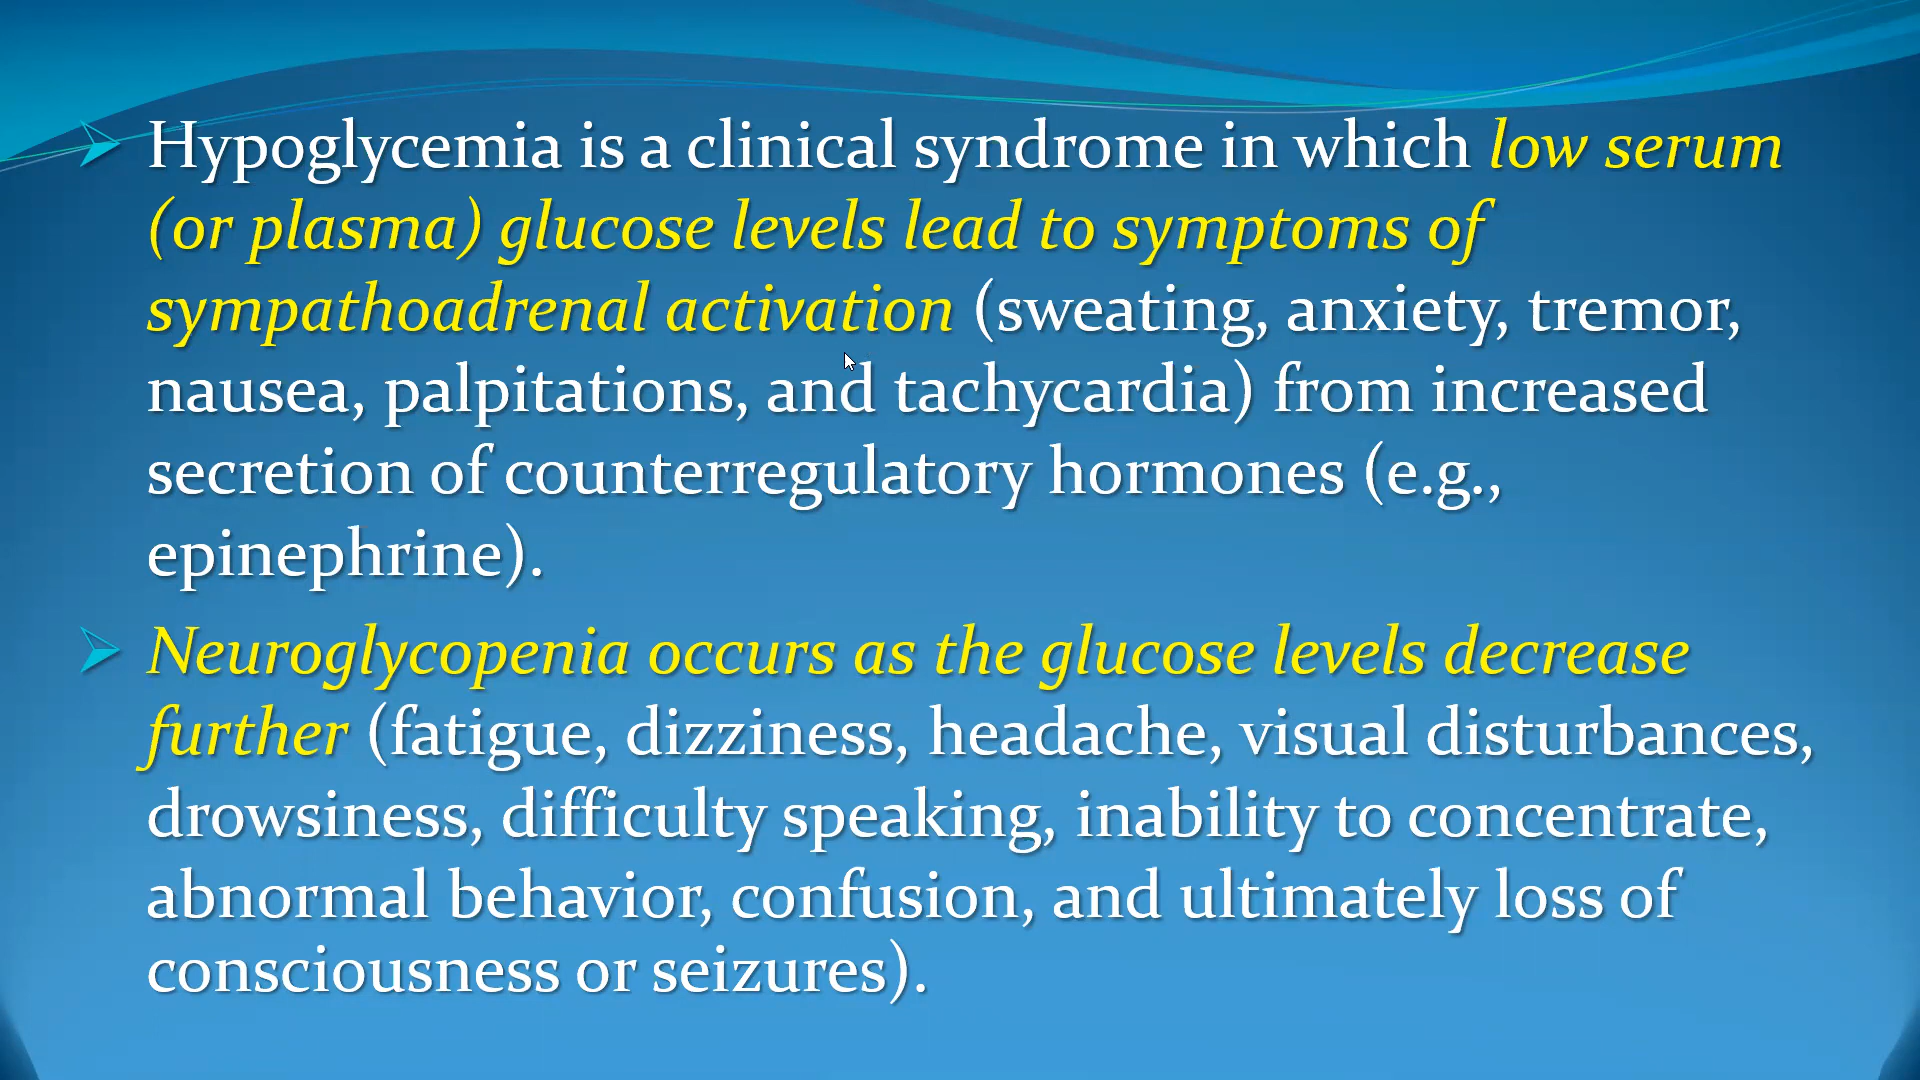 Hypoglycemia is a clinical syndrome in which low serum
(or plasma) glucose levels lead to symptoms of
sympathoadrenal activation (sweating, anxiety, tremor,
nausea, palpitations, and tachycardia) from increased
secretion of counterregulatory hormones (e.g.,
epinephrine).
Neuroglycopenia occurs as the glucose levels decrease
further (fatigue, dizziness, headache, visual disturbances,
drowsiness, difficulty speaking, inability to concentrate,
abnormal behavior, confusion, and ultimately loss of
consciousness or seizures).